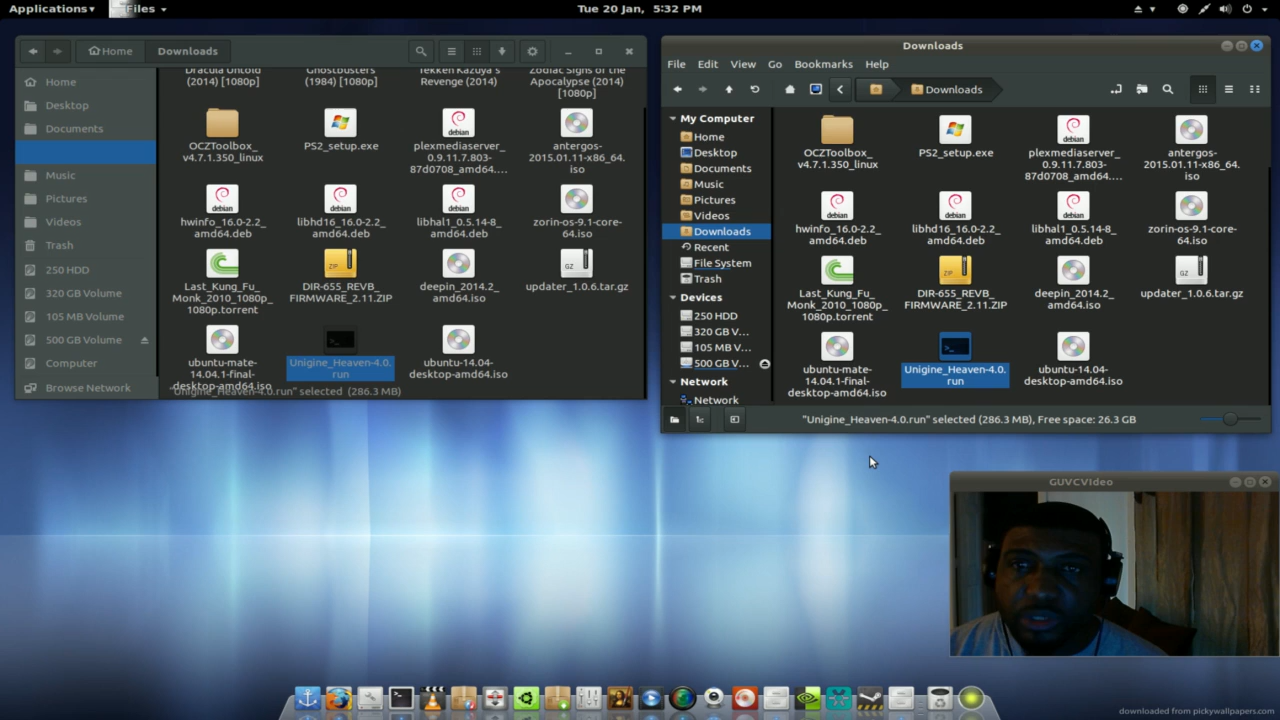 Applications Files Tue 20 Jan, 5:32 PM
Home Downloads
Home
Desktop
Documents
Music
Pictures
Videos
Trash
250 HDD
320 GB Volume
105 MB Volume
500 GB Volume
Computer
Browse Network
Dracula Untold
(2014) [1080p]
Ghostbusters
(1984) [1080p]
Tekken Kazuya's
Revenge (2014)
Zodiac Signs of the
Apocalypse (2014)
[1080p]
OCZToolbox_
v4.7.1.350_linux
PS2_setup.exe
plexmediaserver_
0.9.11.7.803-
87d0708_amd64....
antergos-
2015.01.11-x86_64.
iso
hwinfo_16.0-2.2_
amd64.deb
libhd16_16.0-2.2_
amd64.deb
libhal1_0.5.14-8_
amd64.deb
zorin-os-9.1-core-
64.iso
Last_Kung_Fu_
Monk_2010_1080p_
1080p.torrent
DIR-655_REVB_
FIRMWARE_2.11.ZIP
deepin_2014.2_
amd64.iso
updater_1.0.6.tar.gz
ubuntu-mate-
14.04.1-final-
desktop-amd64.iso
Unigine_Heaven-4.0.
run
ubuntu-14.04-
desktop-amd64.iso
"Unigine_Heaven-4.0.run" selected (286.3 MB)
Downloads
File Edit View Go Bookmarks Help
Downloads
My Computer
Home
Desktop
Documents
Music
Pictures
Videos
Downloads
Recent
File System
Trash
Devices
250 HDD
320 GB V...
105 MB V...
500 GB V...
Network
Network
OCZToolbox_
v4.7.1.350_linux
PS2_setup.exe
plexmediaserver_
0.9.11.7.803-
87d0708_amd64....
antergos-
2015.01.11-x86_64.
iso
hwinfo_16.0-2.2_
amd64.deb
libhd16_16.0-2.2_
amd64.deb
libhal1_0.5.14-8_
amd64.deb
zorin-os-9.1-core-
64.iso
Last_Kung_Fu_
Monk_2010_1080p_
1080p.torrent
DIR-655_REVB_
FIRMWARE_2.11.ZIP
deepin_2014.2_
amd64.iso
updater_1.0.6.tar.gz
ubuntu-mate-
14.04.1-final-
desktop-amd64.iso
Unigine_Heaven-4.0.
run
ubuntu-14.04-
desktop-amd64.iso
"Unigine_Heaven-4.0.run" selected (286.3 MB), Free space: 26.3 GB
GUVCVideo
downloaded from pickywallpapers.com